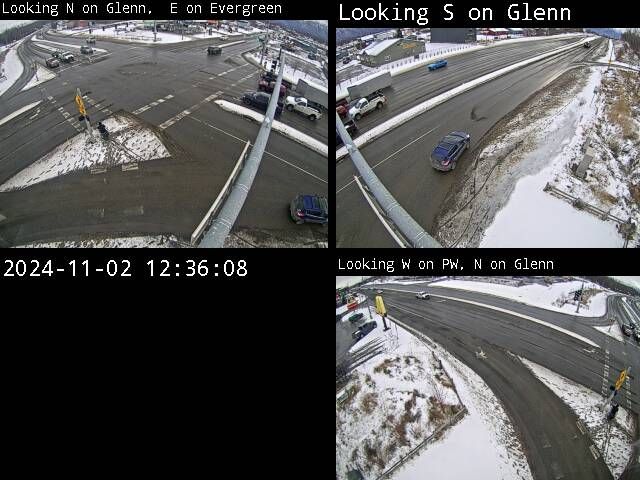 Looking N on Glenn,  E on Evergreen
Looking S on Glenn
2024-11-02 12:36:08
Looking W on PW, N on Glenn